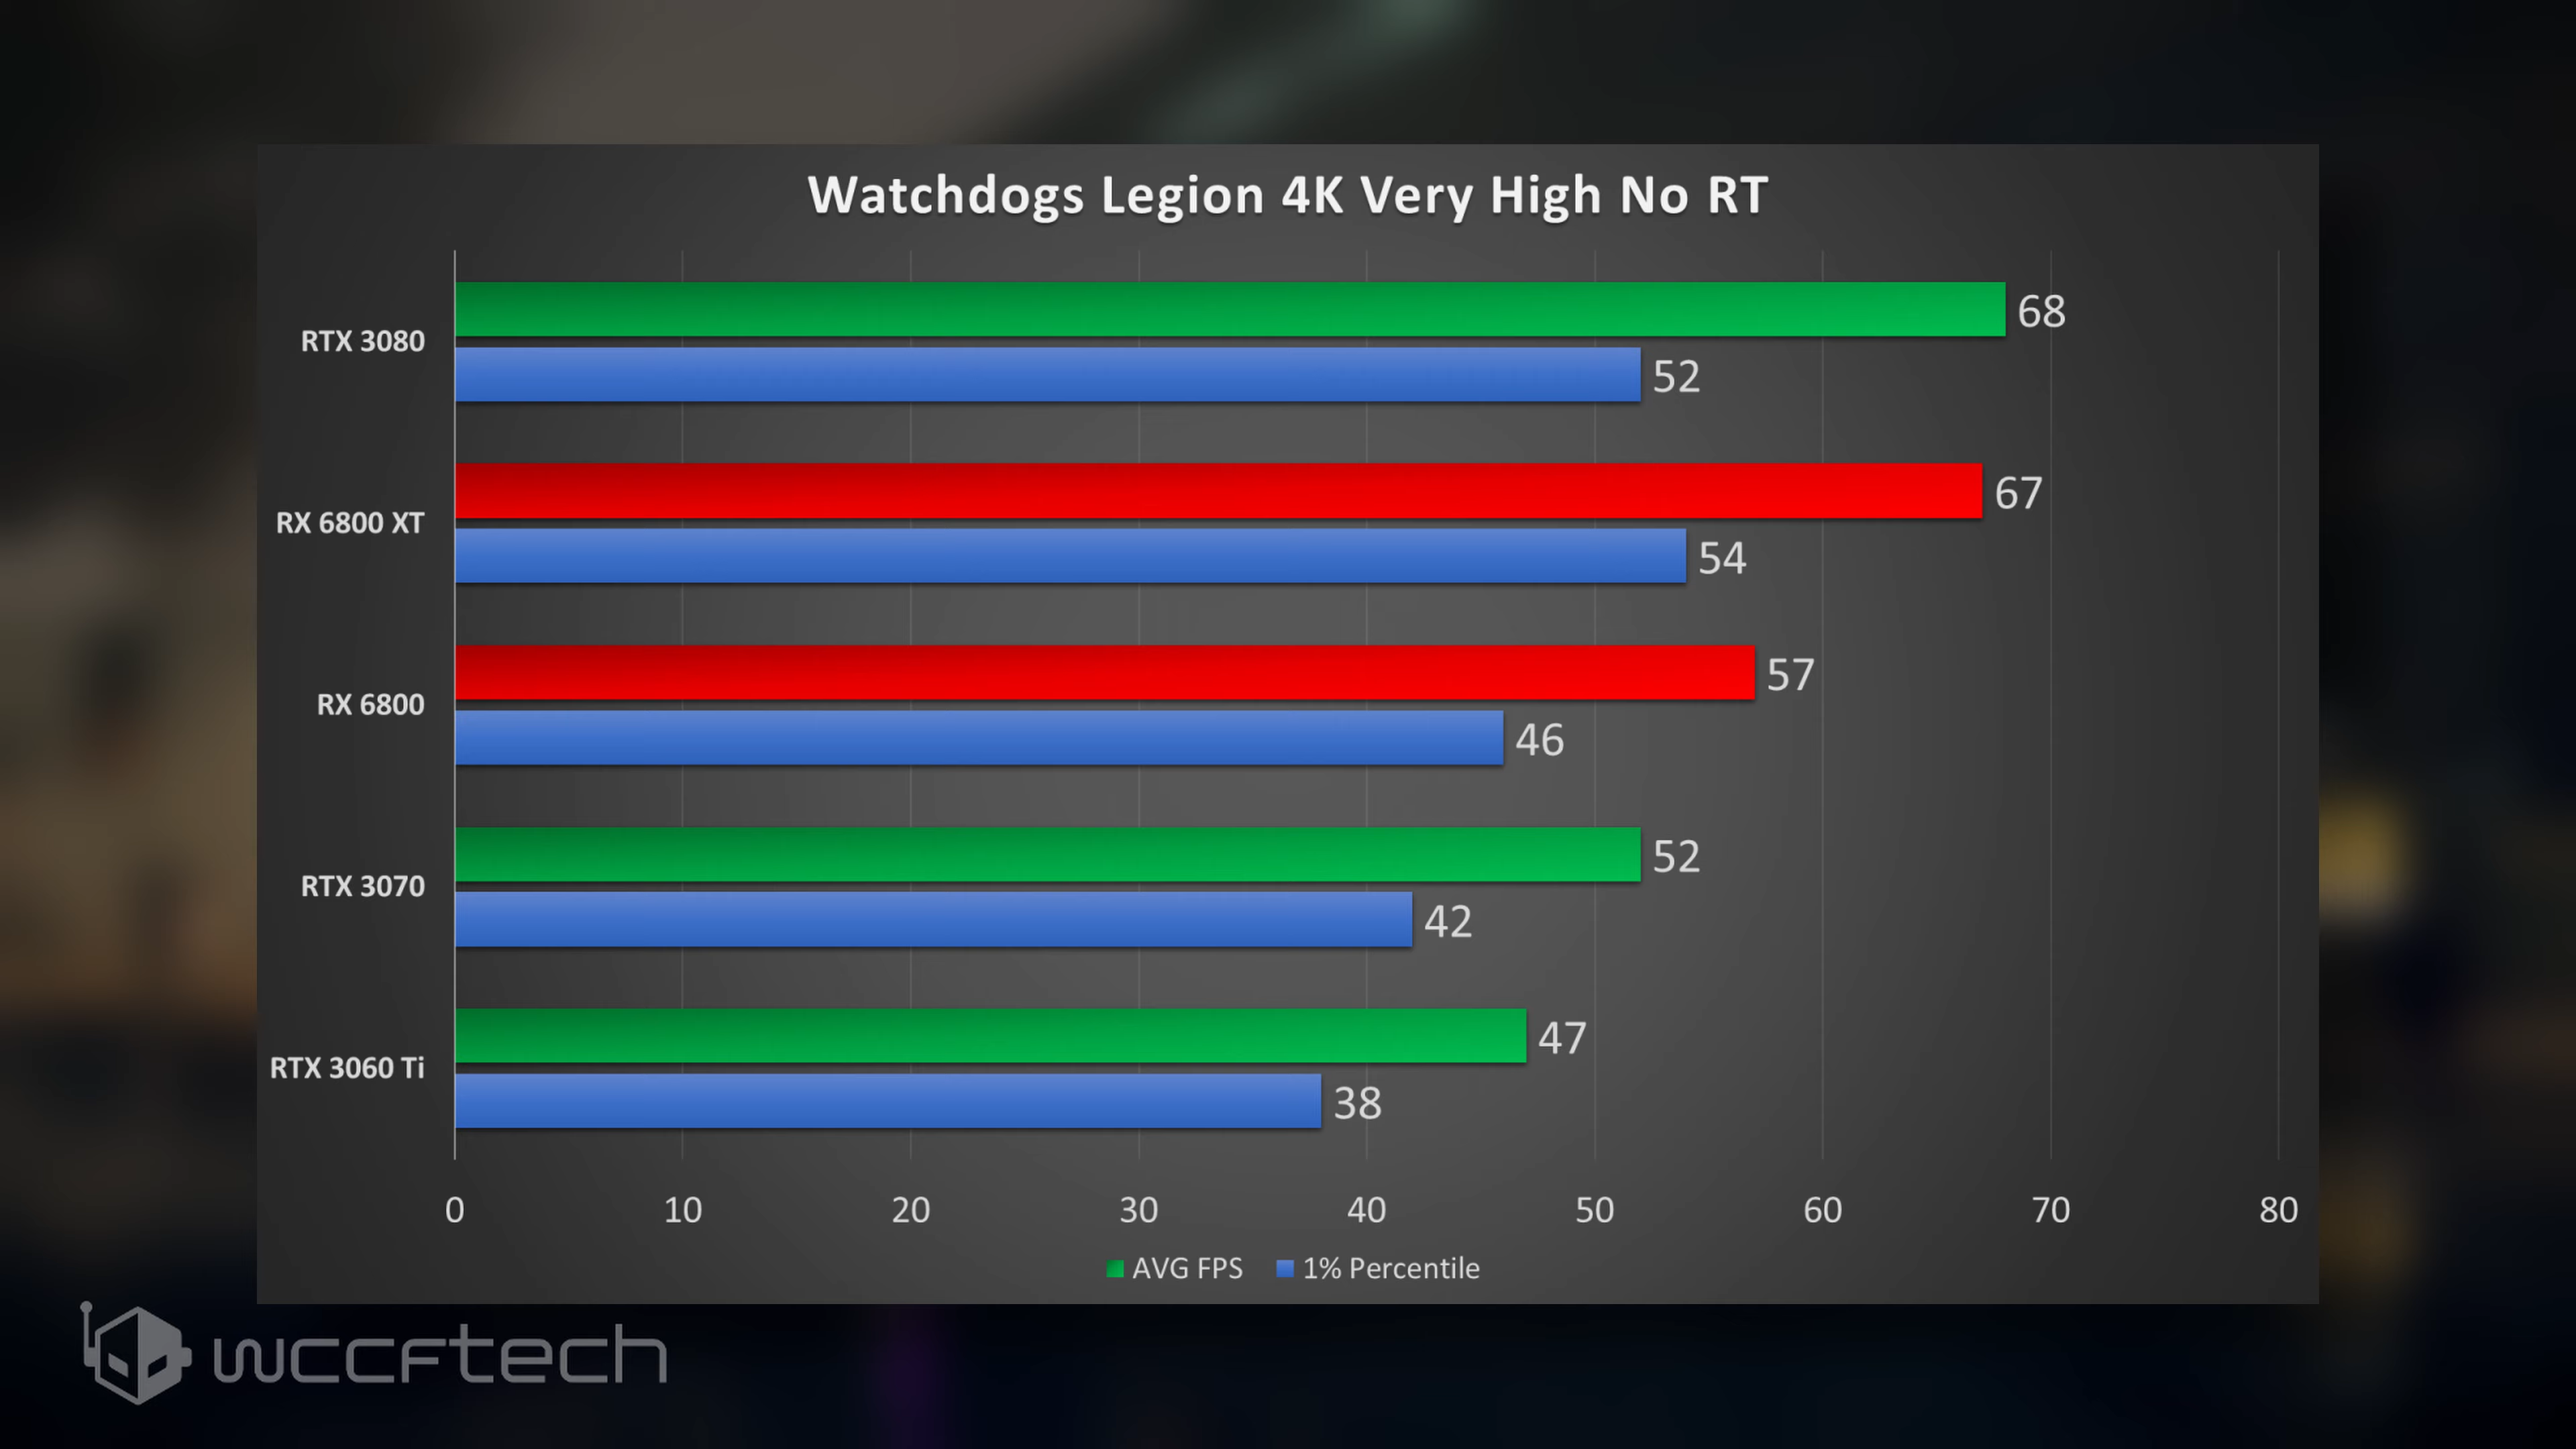 Watchdogs Legion 4K Very High No RT
RTX 3080
68
52
RX 6800 XT
67
54
RX 6800
57
46
RTX 3070
52
42
RTX 3060 Ti
47
38
0 10 20 30 40 50 60 70 80
AVG FPS 1% Percentile
wccftech